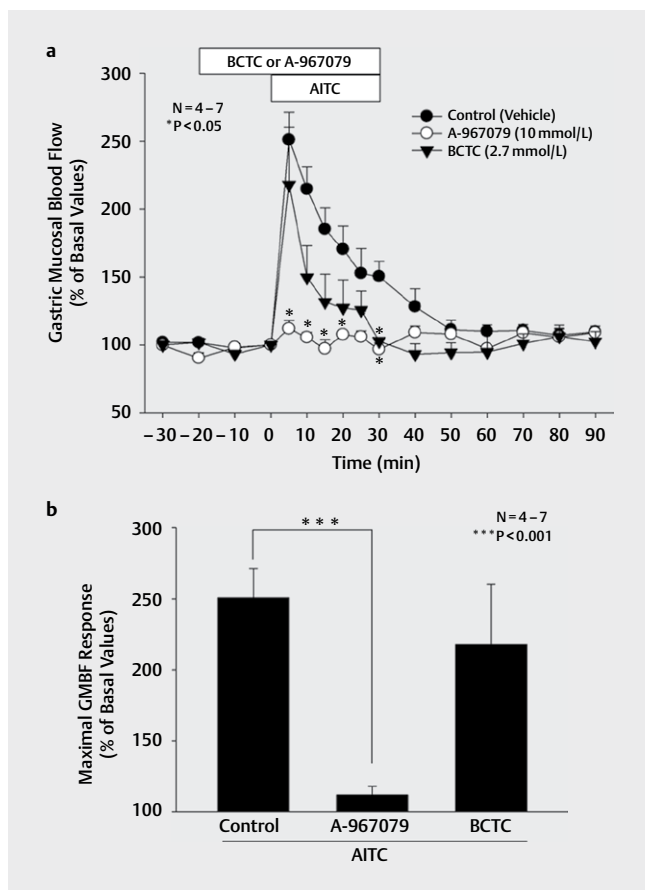 a
BCTC or A-967079
AITC
N = 4 – 7
*P < 0.05
Control (Vehicle)
A-967079 (10 mmol/L)
BCTC (2.7 mmol/L)
Gastric Mucosal Blood Flow
(% of Basal Values)
300
250
200
150
100
50
* * * * * *
– 30 – 20 – 10 0 10 20 30 40 50 60 70 80 90
Time (min)
b
N = 4 – 7
***P < 0.001
***
Maximal GMBF Response
(% of Basal Values)
300
250
200
150
100
Control A-967079 BCTC
AITC